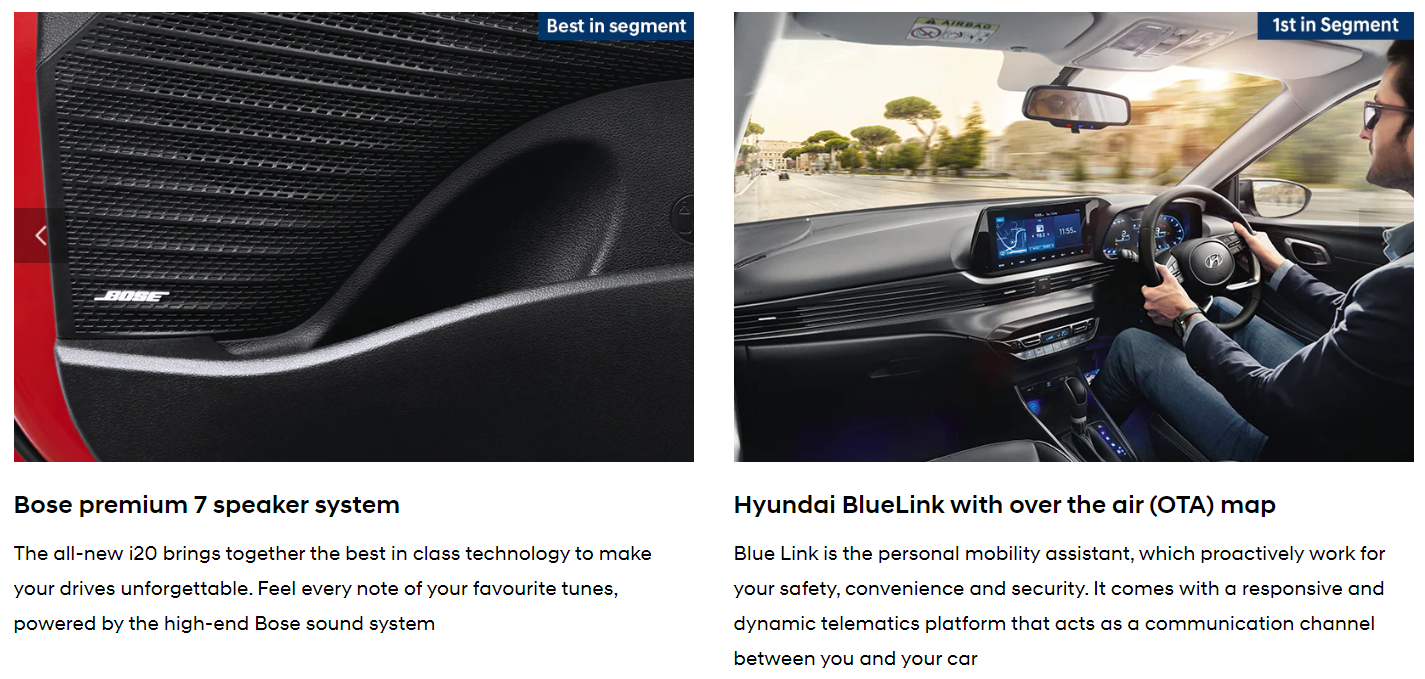 Best in segment
BOSE
Bose premium 7 speaker system
The all-new i20 brings together the best in class technology to make
your drives unforgettable. Feel every note of your favourite tunes,
powered by the high-end Bose sound system
1st in Segment
AIRBAG
11:55
Hyundai BlueLink with over the air (OTA) map
Blue Link is the personal mobility assistant, which proactively work for
your safety, convenience and security. It comes with a responsive and
dynamic telematics platform that acts as a communication channel
between you and your car